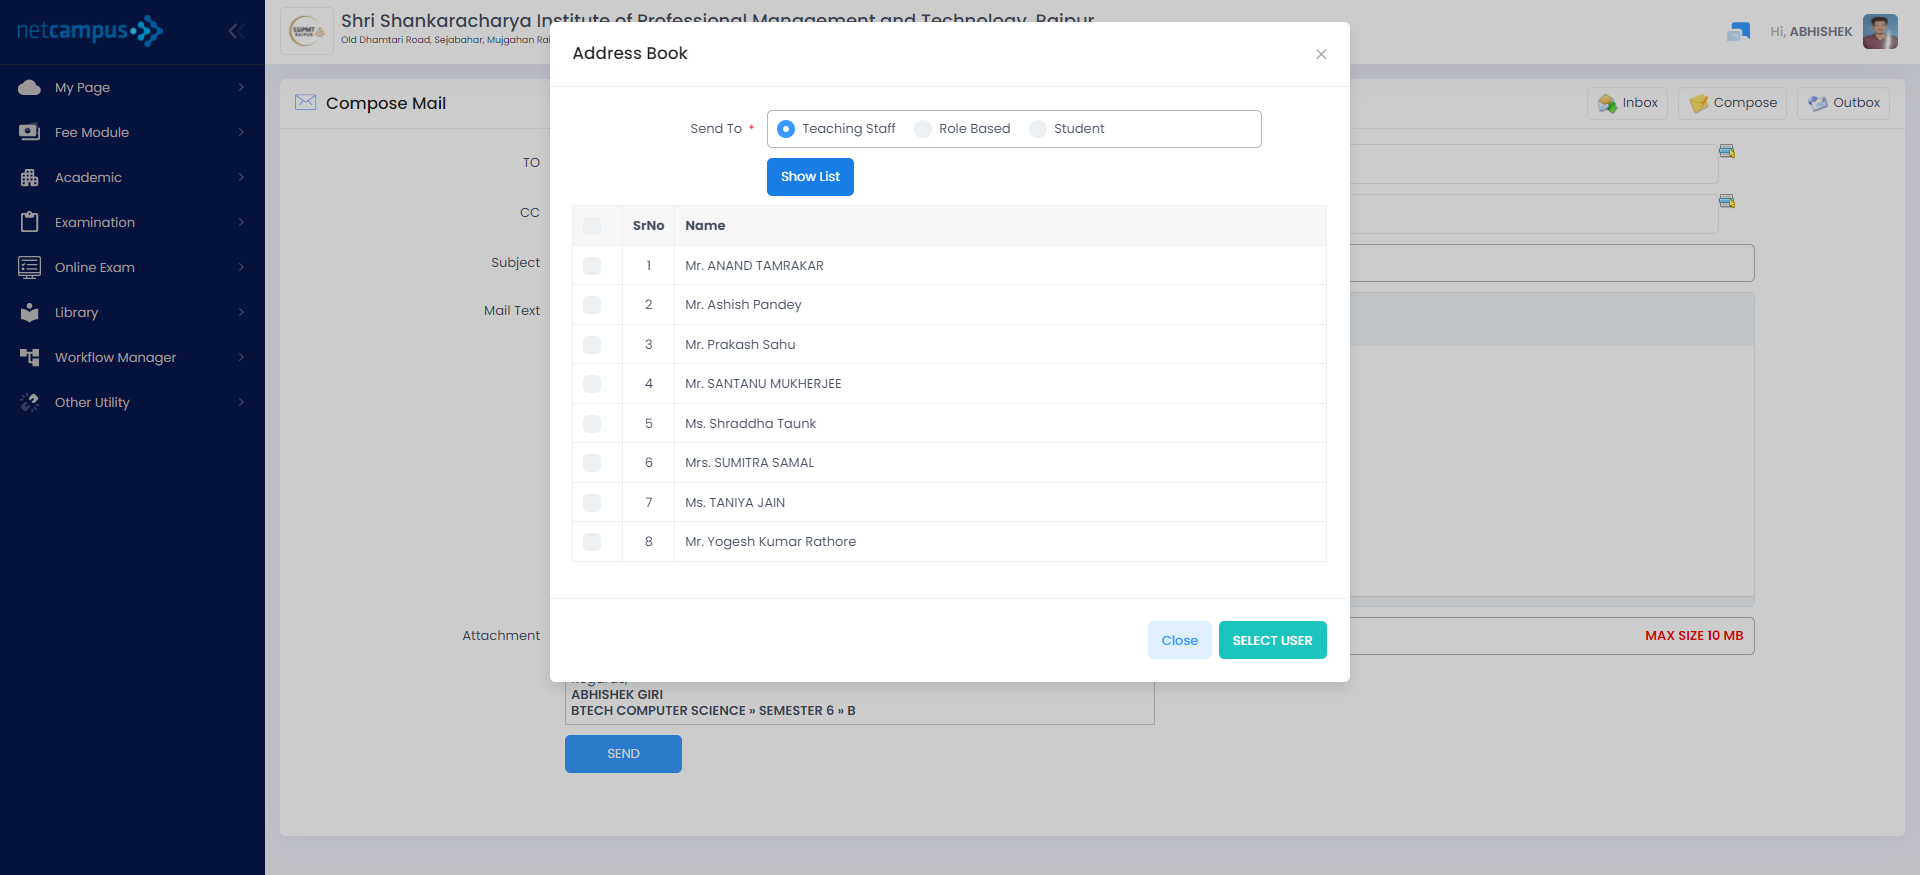 netcampus
My Page
Fee Module
Academic
Examination
Online Exam
Library
Workflow Manager
Other Utility
SSIPMT
RAIPUR
Shri Shankaracharya Institute of Professional Management and Technology, Raipur
Old Dhamtari Road, Sejabahar, Mujgahan Rai
Hi, ABHISHEK
Compose Mail
Inbox
Compose
Outbox
TO
CC
Subject
Mail Text
Attachment
MAX SIZE 10 MB
Address Book
Send To *
Teaching Staff
Role Based
Student
Show List
SrNo Name
1 Mr. ANAND TAMRAKAR
2 Mr. Ashish Pandey
3 Mr. Prakash Sahu
4 Mr. SANTANU MUKHERJEE
5 Ms. Shraddha Taunk
6 Mrs. SUMITRA SAMAL
7 Ms. TANIYA JAIN
8 Mr. Yogesh Kumar Rathore
Close
SELECT USER
ABHISHEK GIRI
BTECH COMPUTER SCIENCE » SEMESTER 6 » B
SEND